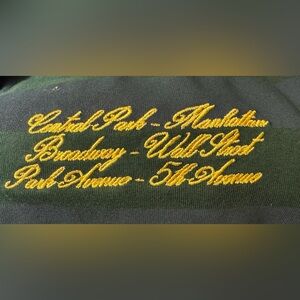 Central Park - Manhattan
Broadway - Wall Street
Park Avenue - 5th Avenue